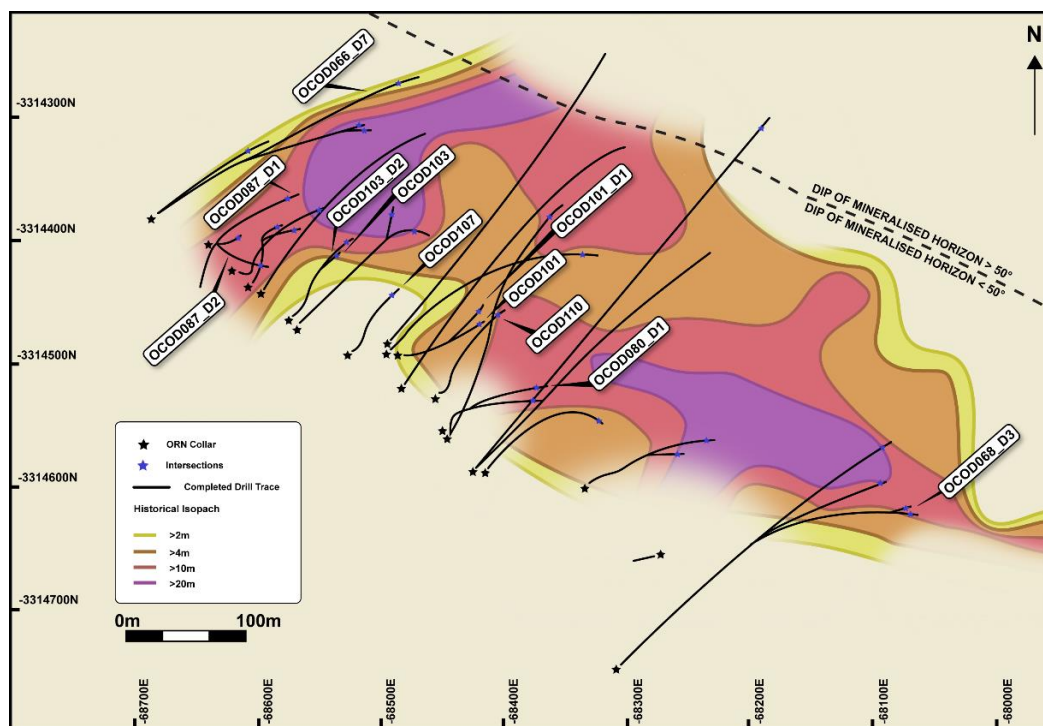 N
OCOD066_D7
-3314300N
OCOD087_D1
OCOD103_D2
OCOD103
OCOD101_D1
DIP OF MINERALISED HORIZON > 50°
DIP OF MINERALISED HORIZON < 50°
-3314400N
OCOD107
OCOD101
OCOD087_D2
OCOD110
OCOD080_D1
-3314500N
ORN Collar
Intersections
Completed Drill Trace
Historical Isopach
>2m
>4m
>10m
>20m
OCOD068_D3
-3314600N
-3314700N
0m
100m
-68700E
-68600E
-68500E
-68400E
-68300E
-68200E
-68100E
-68000E